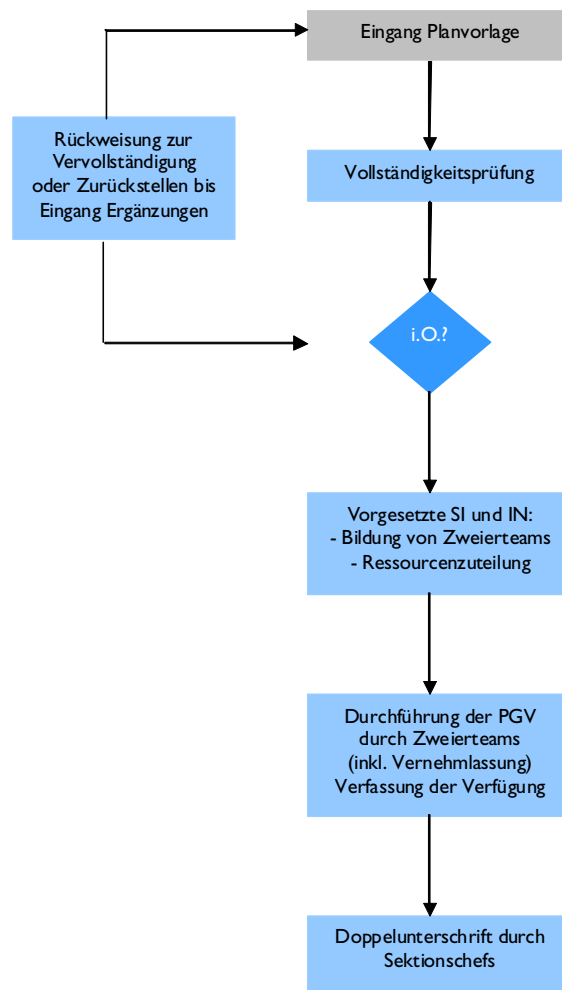 Eingang Planvorlage
Rückweisung zur
Vervollständigung
oder Zurückstellen bis
Eingang Ergänzungen
Vollständigkeitsprüfung
i.O.?
Vorgesetzte SI und IN:
- Bildung von Zweierteams
- Ressourcenzuteilung
Durchführung der PGV
durch Zweierteams
(inkl. Vernehmlassung)
Verfassung der Verfügung
Doppelunterschrift durch
Sektionschefs